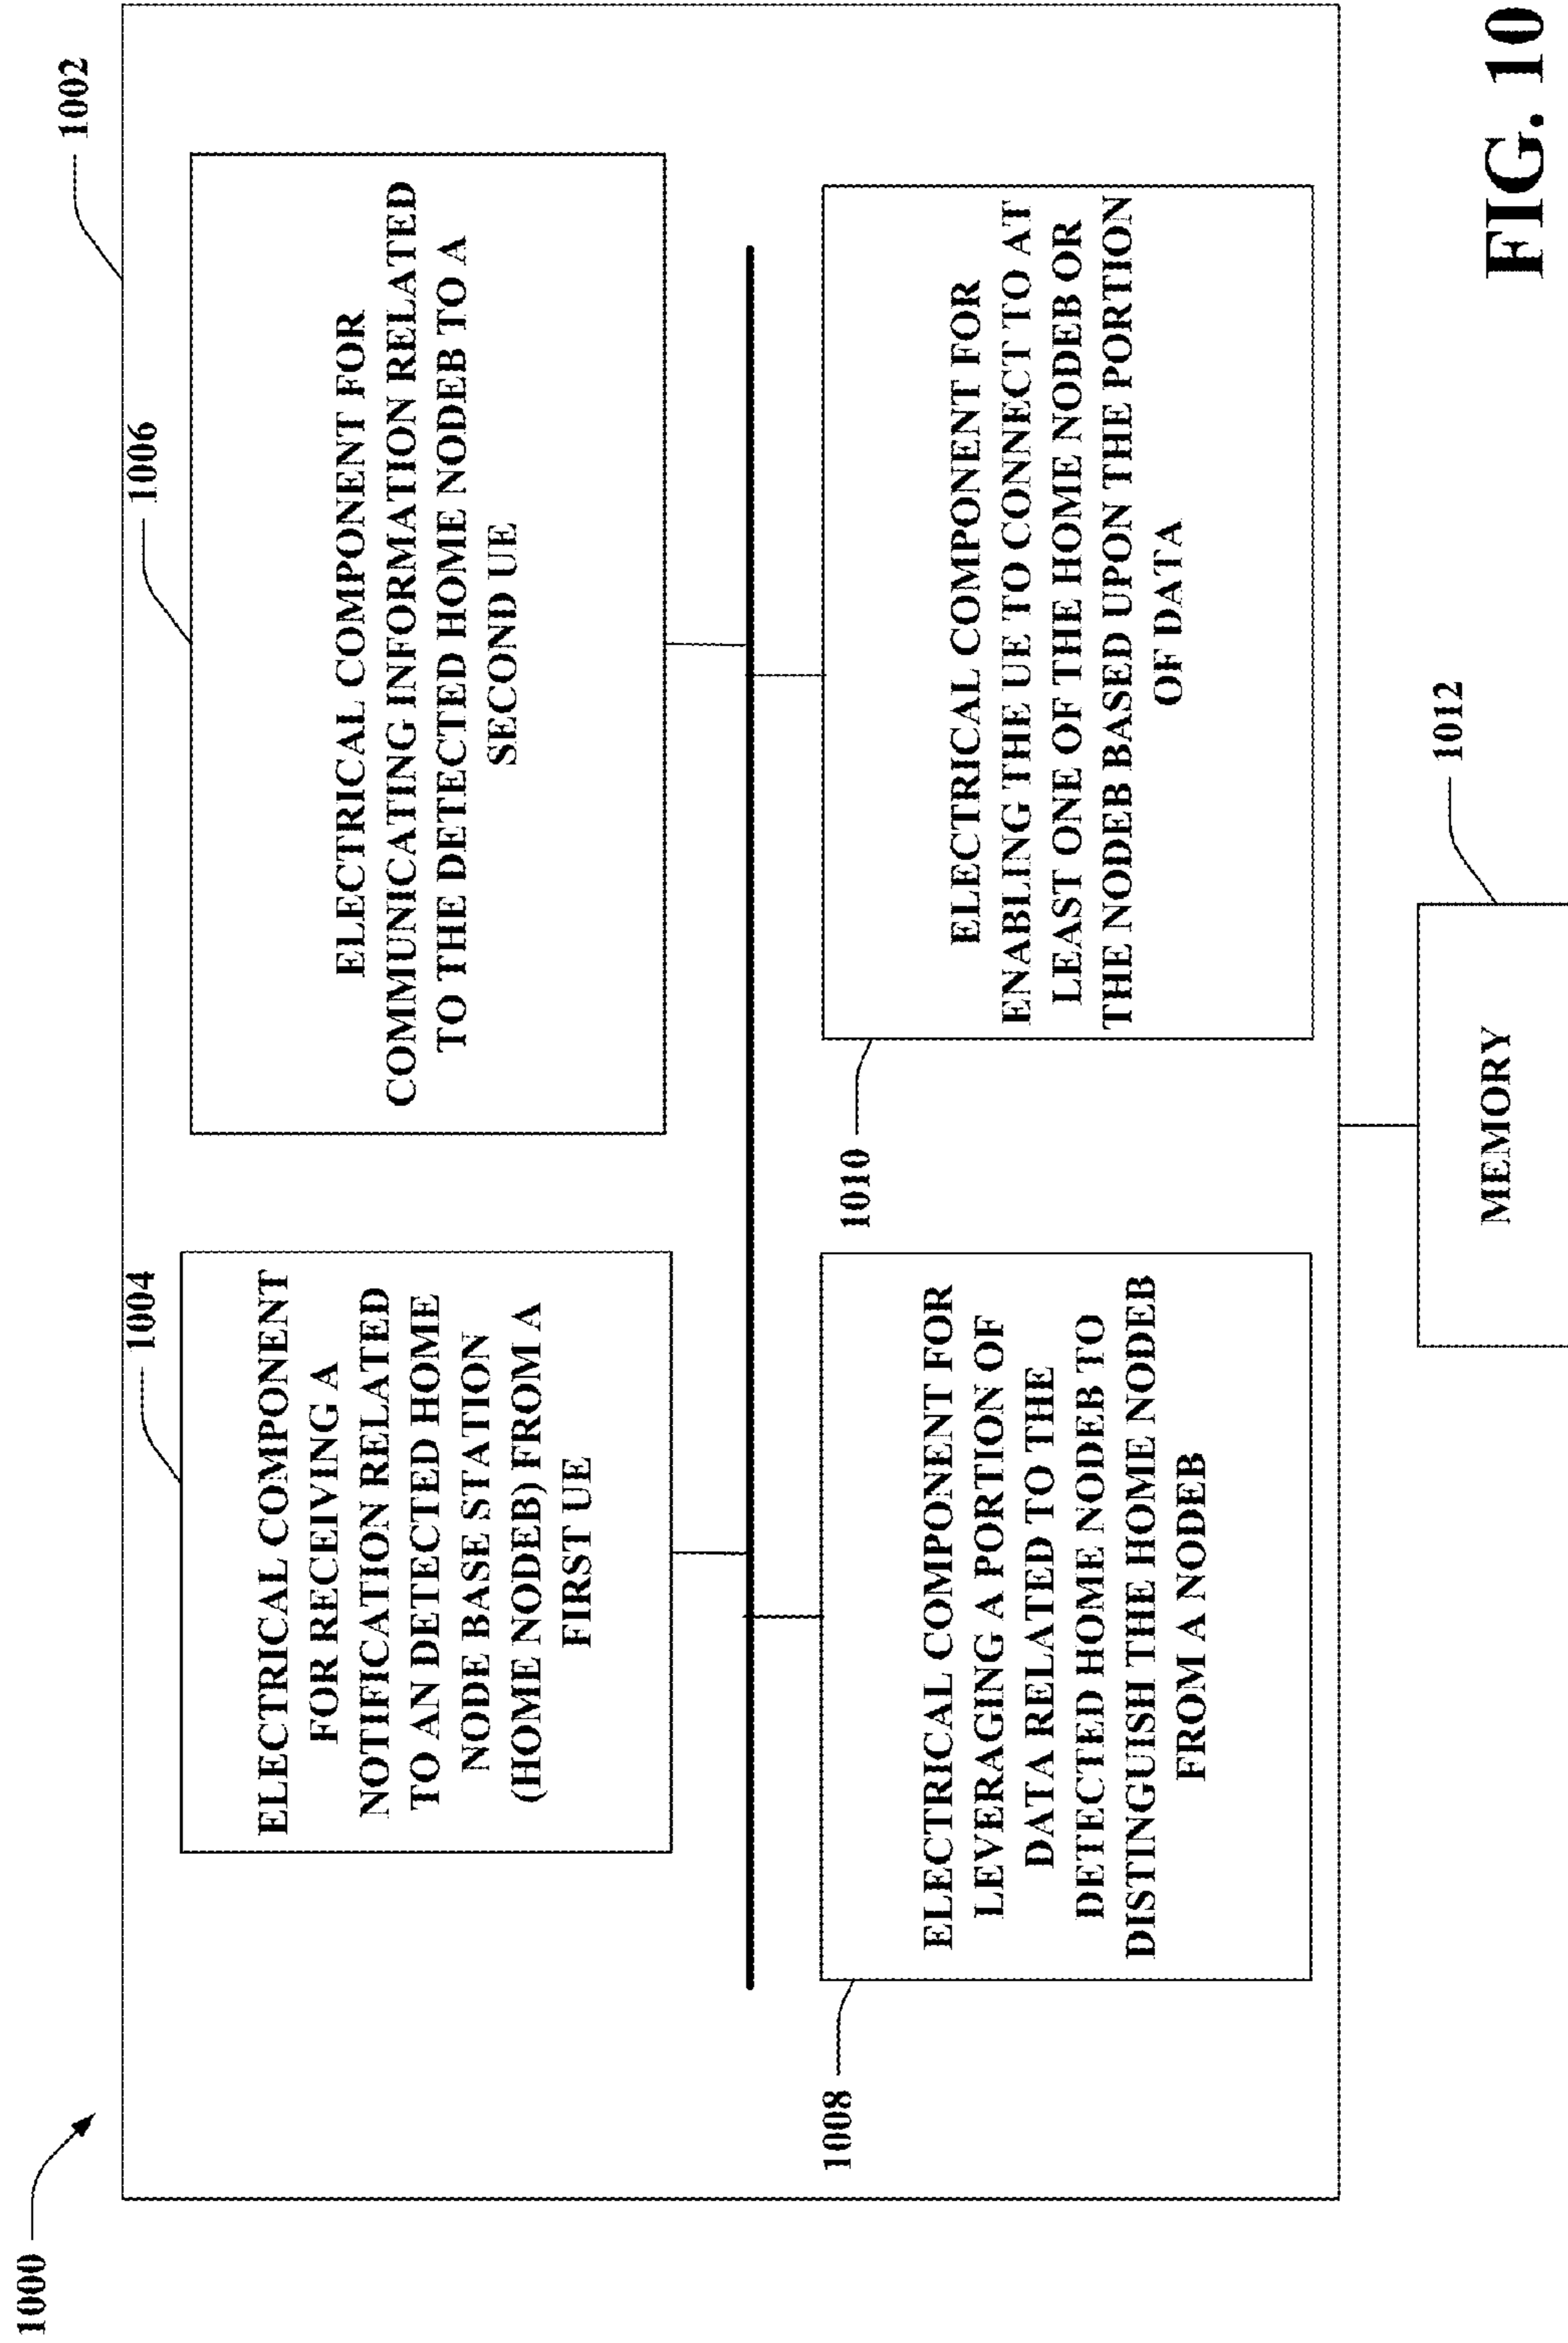 1000
1002
1004
ELECTRICAL COMPONENT
FOR RECEIVING A
NOTIFICATION RELATED
TO AN DETECTED HOME
NODE BASE STATION
(HOME NODEB) FROM A
FIRST UE
1006
ELECTRICAL COMPONENT FOR
COMMUNICATING INFORMATION RELATED
TO THE DETECTED HOME NODEB TO A
SECOND UE
1008
ELECTRICAL COMPONENT FOR
LEVERAGING A PORTION OF
DATA RELATED TO THE
DETECTED HOME NODEB TO
DISTINGUISH THE HOME NODEB
FROM A NODEB
1010
ELECTRICAL COMPONENT FOR
ENABLING THE UE TO CONNECT TO AT
LEAST ONE OF THE HOME NODEB OR
THE NODEB BASED UPON THE PORTION
OF DATA
1012
MEMORY
FIG. 10